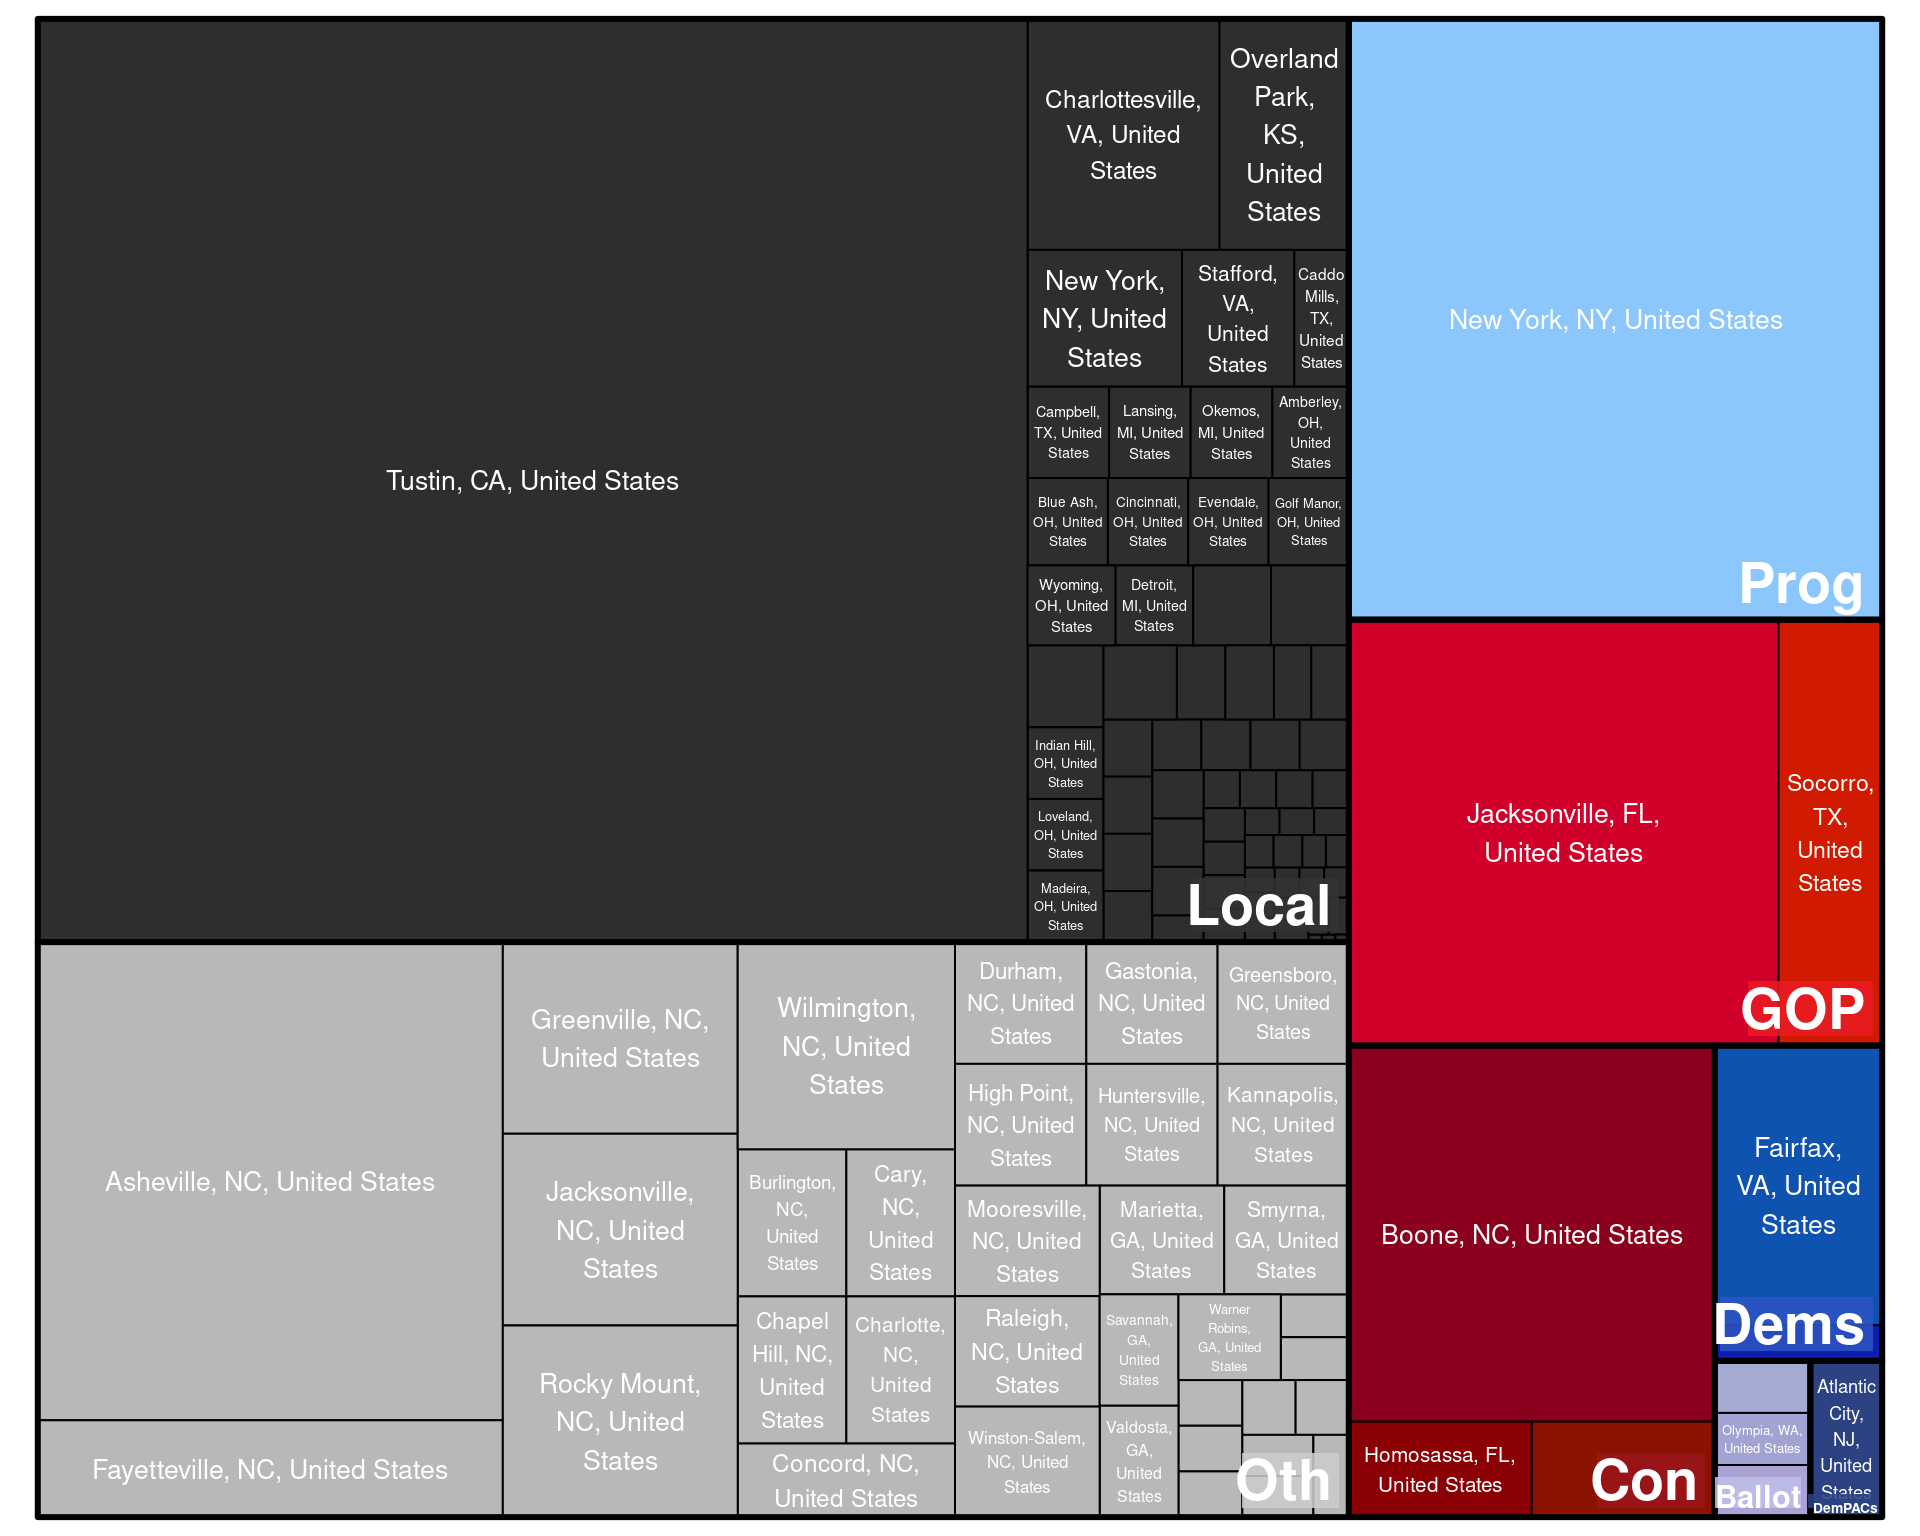 Tustin, CA, United States
Charlottesville,
VA, United
States
Overland
Park,
KS,
United
States
New York,
NY, United
States
Stafford,
VA,
United
States
Caddo
Mills,
TX,
United
States
Campbell,
TX, United
States
Lansing,
MI, United
States
Okemos,
MI, United
States
Amberley,
OH,
United
States
Blue Ash,
OH, United
States
Cincinnati,
OH, United
States
Evendale,
OH, United
States
Golf Manor,
OH, United
States
Wyoming,
OH, United
States
Detroit,
MI, United
States
Indian Hill,
OH, United
States
Loveland,
OH, United
States
Madeira,
OH, United
States
Local
New York, NY, United States
Prog
Jacksonville, FL,
United States
Socorro,
TX,
United
States
GOP
Asheville, NC, United States
Fayetteville, NC, United States
Greenville, NC,
United States
Jacksonville,
NC, United
States
Rocky Mount,
NC, United
States
Wilmington,
NC, United
States
Burlington,
NC,
United
States
Cary,
NC,
United
States
Chapel
Hill, NC,
United
States
Charlotte,
NC,
United
States
Concord, NC,
United States
Durham,
NC, United
States
Gastonia,
NC, United
States
Greensboro,
NC, United
States
High Point,
NC, United
States
Huntersville,
NC, United
States
Kannapolis,
NC, United
States
Mooresville,
NC, United
States
Marietta,
GA, United
States
Smyrna,
GA, United
States
Raleigh,
NC, United
States
Savannah,
GA,
United
States
Warner
Robins,
GA, United
States
Winston-Salem,
NC, United
States
Valdosta,
GA,
United
States
Oth
Boone, NC, United States
Homosassa, FL,
United States
Con
Fairfax,
VA, United
States
Dems
Olympia, WA,
United States
Ballot
Atlantic
City,
NJ,
United
States
DemPACs